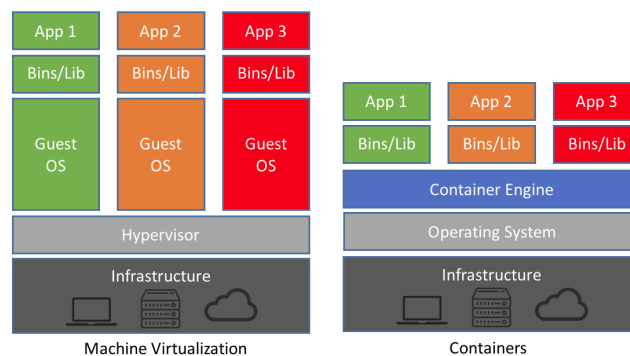 App 1
App 2
App 3
Bins/Lib
Bins/Lib
Bins/Lib
Guest
OS
Guest
OS
Guest
OS
Hypervisor
Infrastructure
Machine Virtualization
App 1
App 2
App 3
Bins/Lib
Bins/Lib
Bins/Lib
Container Engine
Operating System
Infrastructure
Containers